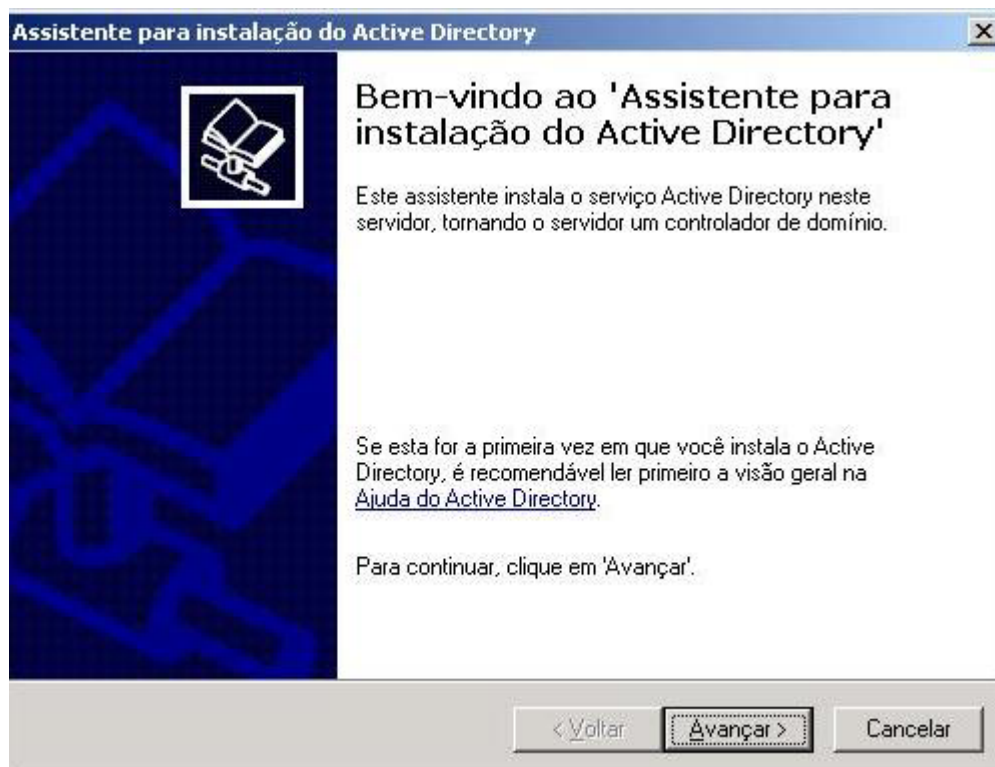 Assistente para instalação do Active Directory
Bem-vindo ao 'Assistente para
instalação do Active Directory'
Este assistente instala o serviço Active Directory neste
servidor, tornando o servidor um controlador de domínio.
Se esta for a primeira vez em que você instala o Active
Directory, é recomendável ler primeiro a visão geral na
Ajuda do Active Directory.
Para continuar, clique em 'Avançar'.
< Voltar Avançar > Cancelar